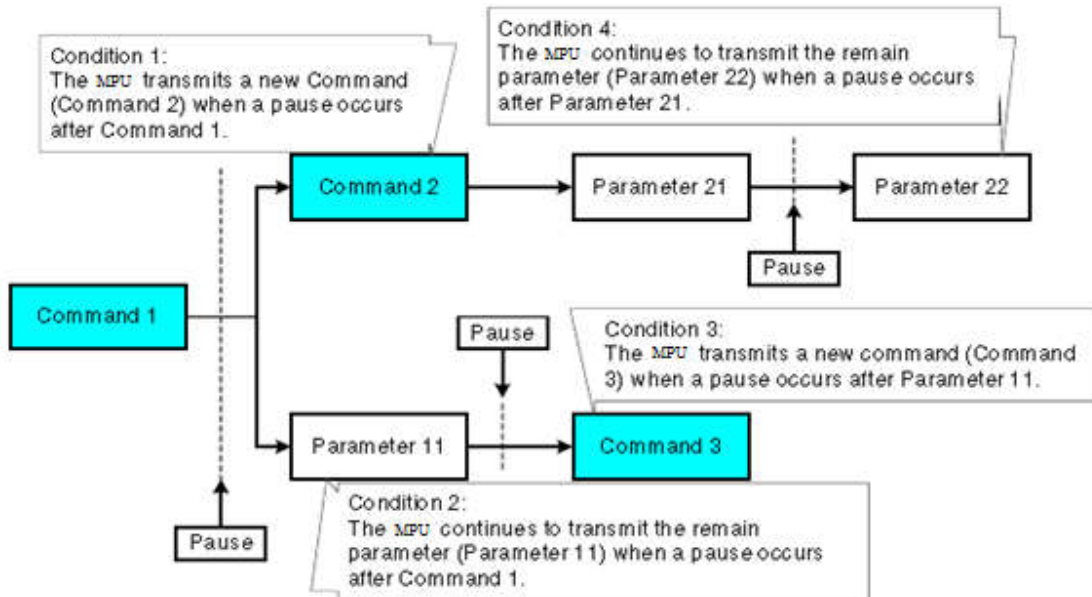 Condition 1:
The MPU transmits a new Command
(Command 2) when a pause occurs
after Command 1.
Condition 4:
The MPU continues to transmit the remain
parameter (Parameter 22) when a pause occurs
after Parameter 21.
Command 2
Parameter 21
Parameter 22
Pause
Command 1
Pause
Condition 3:
The MPU transmits a new command (Command
3) when a pause occurs after Parameter 11.
Parameter 11
Command 3
Pause
Condition 2:
The MPU continues to transmit the remain
parameter (Parameter 11) when a pause occurs
after Command 1.